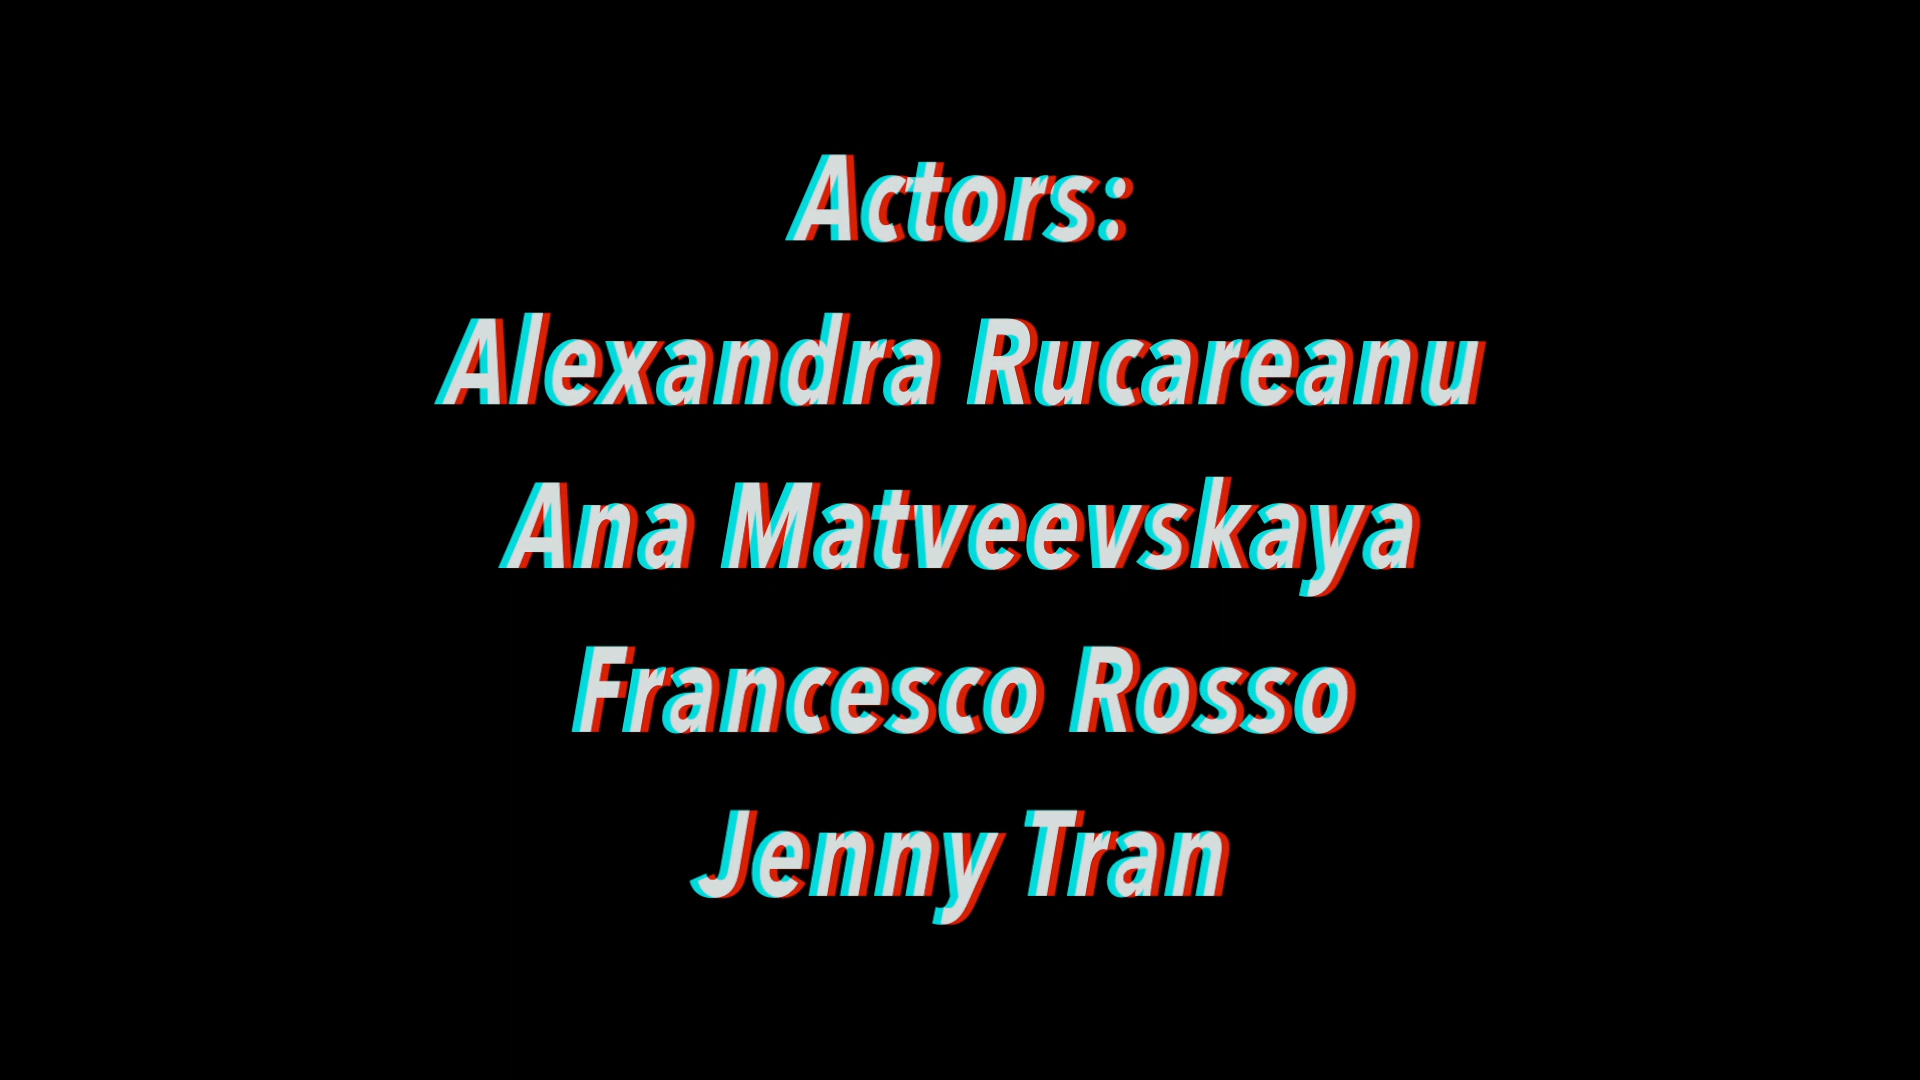 Actors:
Alexandra Rucareanu
Ana Matveevskaya
Francesco Rosso
Jenny Tran